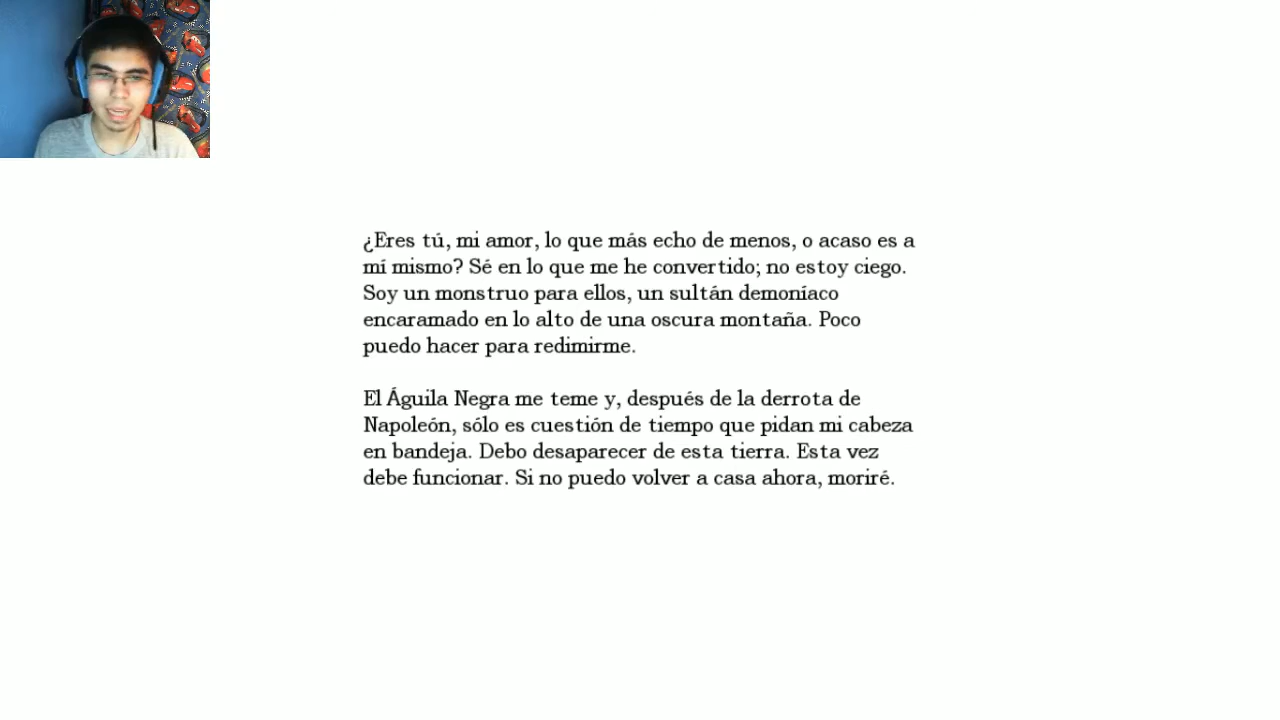 ¿Eres tú, mi amor, lo que más echo de menos, o acaso es a
mí mismo? Sé en lo que me he convertido; no estoy ciego.
Soy un monstruo para ellos, un sultán demoníaco
encaramado en lo alto de una oscura montaña. Poco
puedo hacer para redimirme.
El Águila Negra me teme y, después de la derrota de
Napoleón, sólo es cuestión de tiempo que pidan mi cabeza
en bandeja. Debo desaparecer de esta tierra. Esta vez
debe funcionar. Si no puedo volver a casa ahora, moriré.